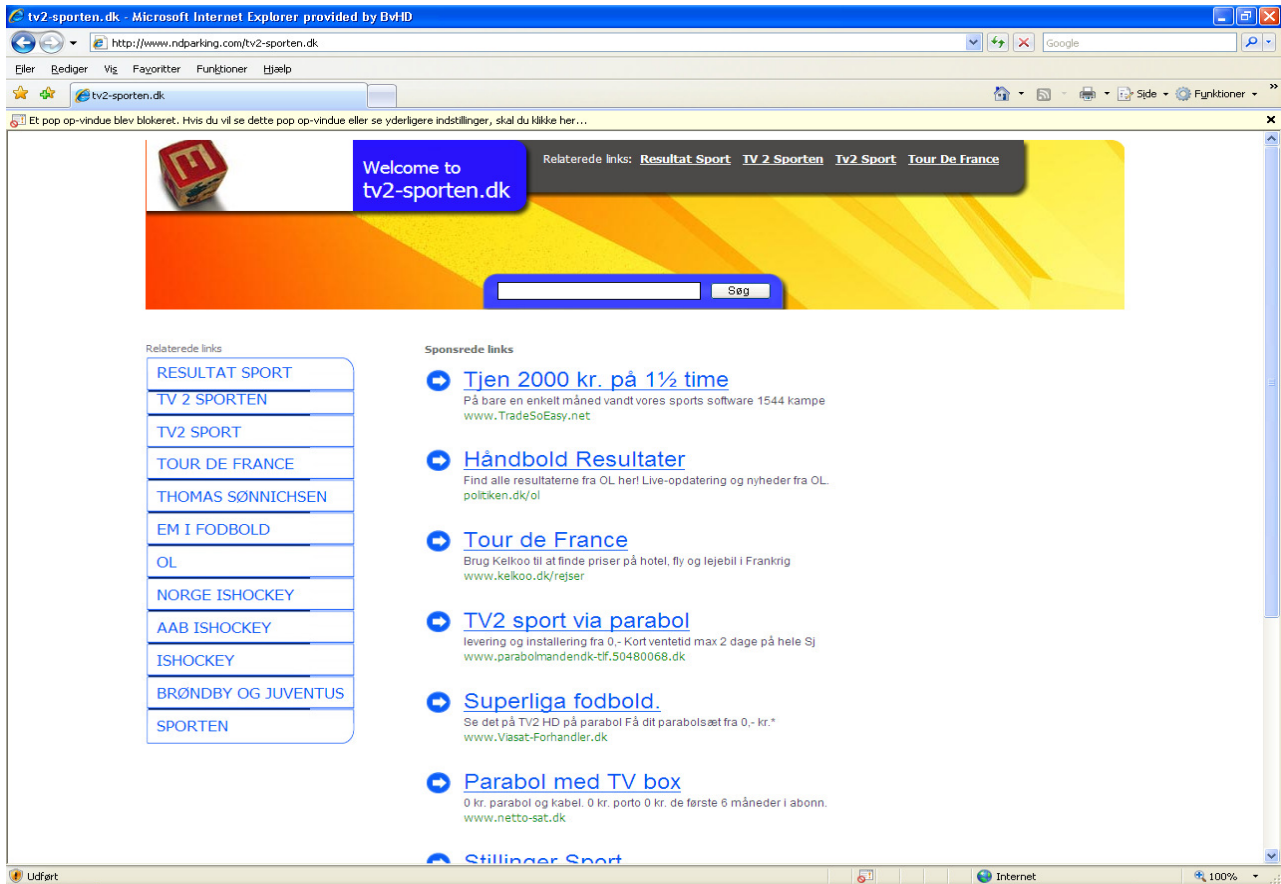 tv2-sporten.dk - Microsoft Internet Explorer provided by BvHD
http://www.ndparking.com/tv2-sporten.dk
Google
Filer Rediger Vis Favoritter Funktioner Hjælp
tv2-sporten.dk
Side Funktioner »
Et pop op-vindue blev blokeret. Hvis du vil se dette pop op-vindue eller se yderligere indstillinger, skal du klikke her...
Welcome to
tv2-sporten.dk
Relaterede links: Resultat Sport TV 2 Sporten Tv2 Sport Tour De France
Søg
Relaterede links
RESULTAT SPORT
TV 2 SPORTEN
TV2 SPORT
TOUR DE FRANCE
THOMAS SØNNICHSEN
EM I FODBOLD
OL
NORGE ISHOCKEY
AAB ISHOCKEY
ISHOCKEY
BRØNDBY OG JUVENTUS
SPORTEN
Sponsrede links
Tjen 2000 kr. på 1½ time
På bare en enkelt måned vandt vores sports software 1544 kampe
www.TradeSoEasy.net
Håndbold Resultater
Find alle resultaterne fra OL her! Live-opdatering og nyheder fra OL.
politiken.dk/ol
Tour de France
Brug Kelkoo til at finde priser på hotel, fly og lejebil i Frankrig
www.kelkoo.dk/rejser
TV2 sport via parabol
levering og installering fra 0,- Kort ventetid max 2 dage på hele Sj
www.parabolmandendk-tlf.50480068.dk
Superliga fodbold.
Se det på TV2 HD på parabol Få dit parabolsæt fra 0,- kr.*
www.Viasat-Forhandler.dk
Parabol med TV box
0 kr. parabol og kabel. 0 kr. porto 0 kr. de første 6 måneder i abonn.
www.netto-sat.dk
Stillinger Sport
Udført
Internet
100%